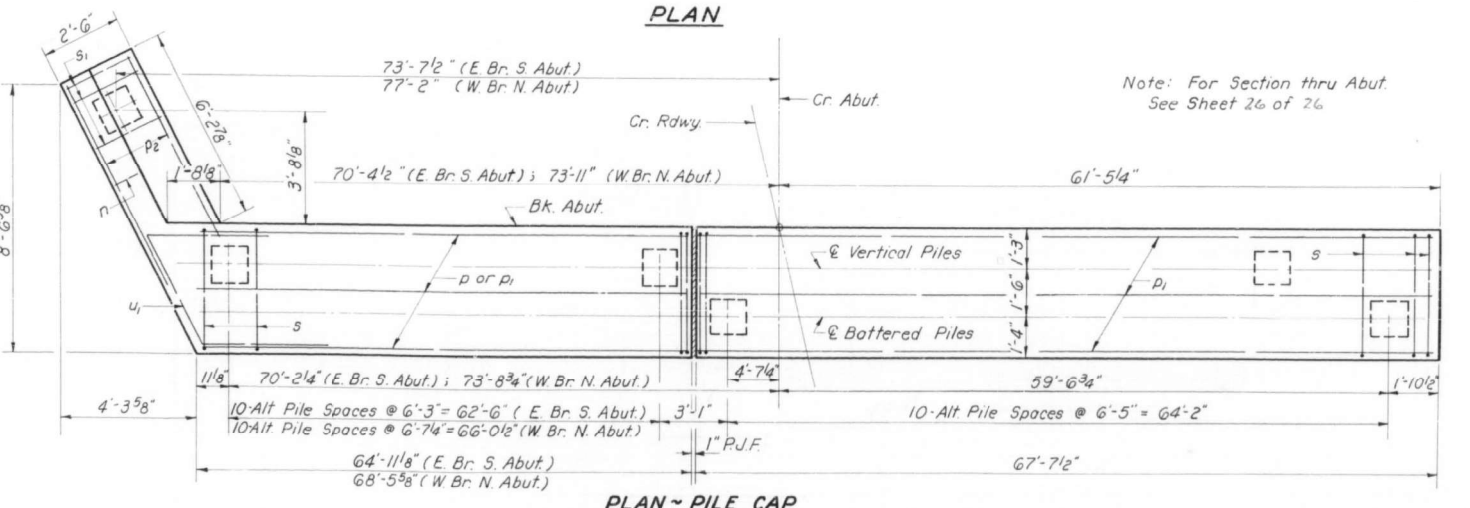 PLAN
2'-6"
s1
73'-7½" (E. Br. S. Abut.)
77'-2" (W. Br. N. Abut)
Note: For Section thru Abut.
See Sheet 26 of 26
Cr. Abut.
Cr. Rdwy.
6'-2⅞"
p2
1'-8⅛"
3'-8⅛"
70'-4½" (E. Br. S. Abut) ; 73'-11" (W. Br. N. Abut.)
61'-5¼"
n
Bk. Abut.
8'-6⅜"
℄ Vertical Piles
1'-3"
s
p or p1
1'-6"
p1
u1
s
℄ Battered Piles
1'-4"
11⅛"
70'-2¼" (E. Br. S. Abut.) ; 73'-8¾" (W. Br. N. Abut.)
4'-7¼"
59'-6¾"
1'-10½"
4'-3⅝"
10-Alt Pile Spaces @ 6'-3" = 62'-6" (E. Br. S. Abut.)
10-Alt. Pile Spaces @ 6'-7¼" = 66'-0½" (W. Br. N. Abut.)
3'-1"
10-Alt. Pile Spaces @ 6'-5" = 64'-2"
1" P.J.F.
64'-11⅛" (E. Br. S. Abut.)
68'-5⅝" (W. Br. N. Abut.)
67'-7½"
PLAN ~ PILE CAP